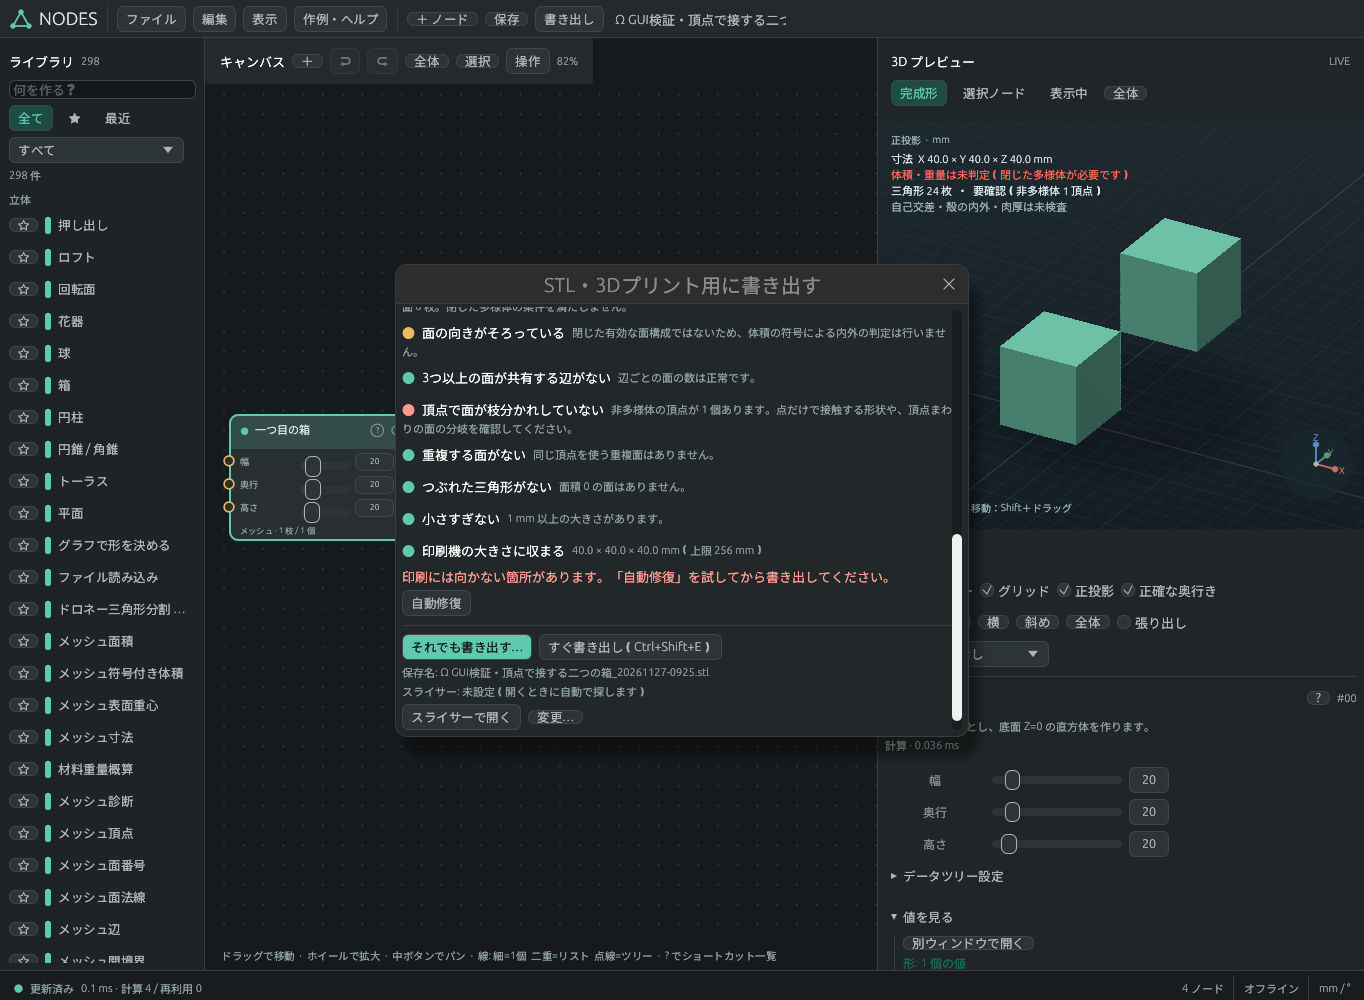 NODES
ファイル
編集
表示
作例・ヘルプ
＋ ノード
保存
書き出し
Ω GUI検証・頂点で接する二つ
ライブラリ 298
何を作る？
全て
最近
すべて
298 件
立体
押し出し
ロフト
回転面
花器
球
箱
円柱
円錐 / 角錐
トーラス
平面
グラフで形を決める
ファイル読み込み
ドロネー三角形分割 …
メッシュ面積
メッシュ符号付き体積
メッシュ表面重心
メッシュ寸法
材料重量概算
メッシュ診断
メッシュ頂点
メッシュ面番号
メッシュ面法線
メッシュ辺
メッシュ開境界
キャンバス
＋
全体
選択
操作
82%
一つ目の箱
?
幅 20
奥行 20
高さ 20
メッシュ · 1 枝 / 1 個
ドラッグで移動 · ホイールで拡大 · 中ボタンでパン · 線: 細=1個 二重=リスト 点線=ツリー · ? でショートカット一覧
STL・3Dプリント用に書き出す
面の向きがそろっている 閉じた有効な面構成ではないため、体積の符号による内外の判定は行いませ
ん。
3つ以上の面が共有する辺がない 辺ごとの面の数は正常です。
頂点で面が枝分かれしていない 非多様体の頂点が 1 個あります。点だけで接触する形状や、頂点まわ
りの面の分岐を確認してください。
重複する面がない 同じ頂点を使う重複面はありません。
つぶれた三角形がない 面積 0 の面はありません。
小さすぎない 1 mm 以上の大きさがあります。
印刷機の大きさに収まる 40.0 × 40.0 × 40.0 mm ( 上限 256 mm )
印刷には向かない箇所があります。「自動修復」を試してから書き出してください。
自動修復
それでも書き出す…
すぐ書き出し ( Ctrl+Shift+E )
保存名: Ω GUI検証・頂点で接する二つの箱_20261127-0925.stl
スライサー: 未設定 ( 開くときに自動で探します )
スライサーで開く
変更…
3D プレビュー
LIVE
完成形
選択ノード
表示中
全体
正投影 · mm
寸法 X 40.0 × Y 40.0 × Z 40.0 mm
体積・重量は未判定 ( 閉じた多様体が必要です )
三角形 24 枚 ・ 要確認 ( 非多様体 1 頂点 )
自己交差・殻の内外・肉厚は未検査
Z
Y
X
移動：Shift＋ドラッグ
グリッド
正投影
正確な奥行き
横
斜め
全体
張り出し
し
? #00
とし、底面 Z=0 の直方体を作ります。
計算 · 0.036 ms
幅 20
奥行 20
高さ 20
データツリー設定
値を見る
別ウィンドウで開く
形: 1 個の値
更新済み 0.1 ms · 計算 4 / 再利用 0
4 ノード
オフライン
mm / °